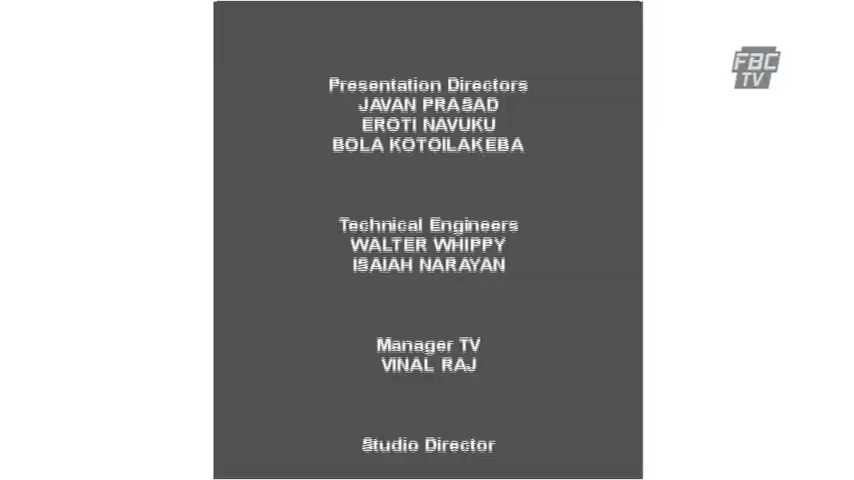 FBC
TV
Presentation Directors
JAVAN PRASAD
EROTI NAVUKU
BOLA KOTOILAKEBA
Technical Engineers
WALTER WHIPPY
ISAIAH NARAYAN
Manager TV
VINAL RAJ
Studio Director